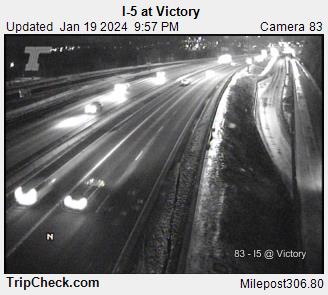 I-5 at Victory
Updated Jan 19 2024 9:57 PM Camera 83
T
N
83 - I5 @ Victory
TripCheck.com Milepost306.80